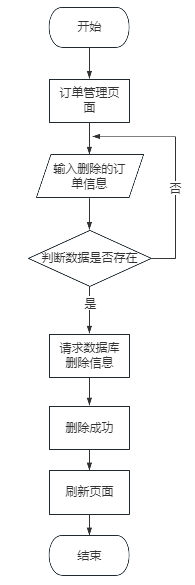 开始
订单管理页
面
输入删除的订
单信息
否
判断数据是否存在
是
请求数据库
删除信息
删除成功
刷新页面
结束